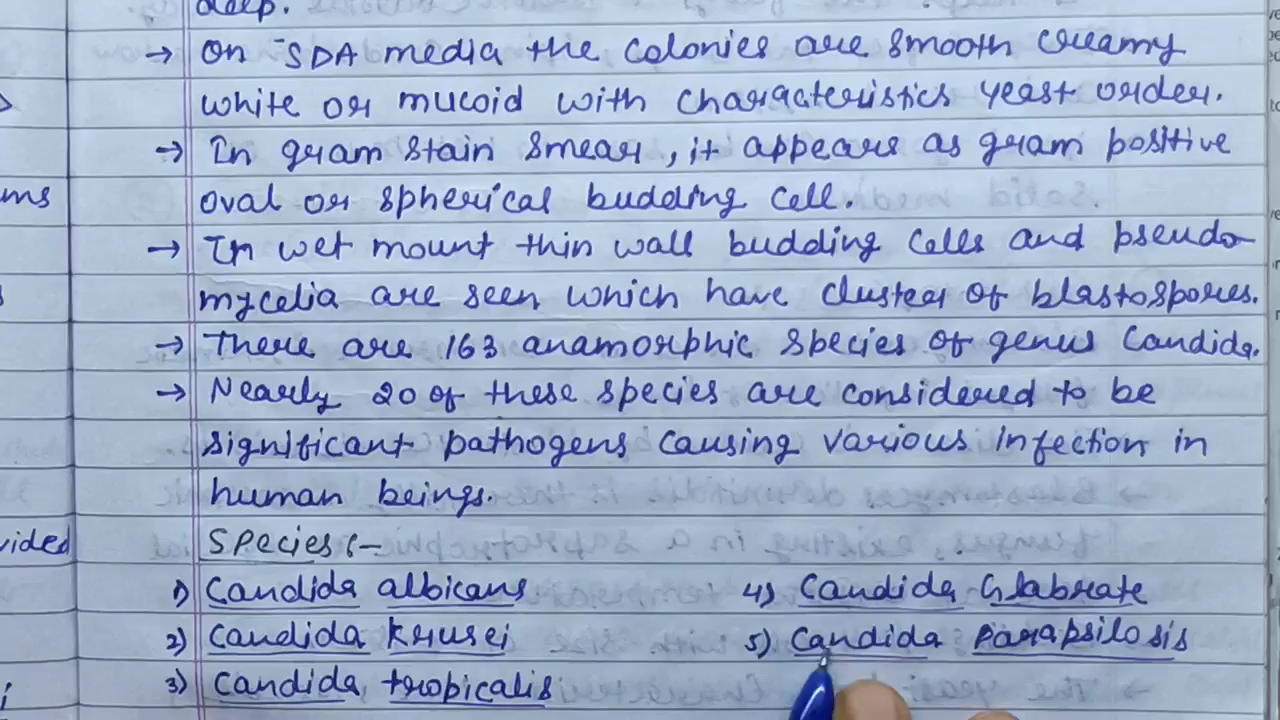 deep.
→ On SDA media the colonies are smooth creamy
white or mucoid with characteristics yeast order.
→ In gram stain smear, it appears as gram positive
oval or spherical budding cell.
→ In wet mount thin wall budding cells and pseudo
mycelia are seen which have cluster of blastospores.
→ There are 163 anamorphic species of genus Candida.
→ Nearly 20 of these species are considered to be
significant pathogens causing various infection in
human beings.
Species :-
1) Candida albicans
2) Candida Krusei
3) Candida tropicalis
4) Candida Glabrate
5) Candida Parapsilosis
ms
vided